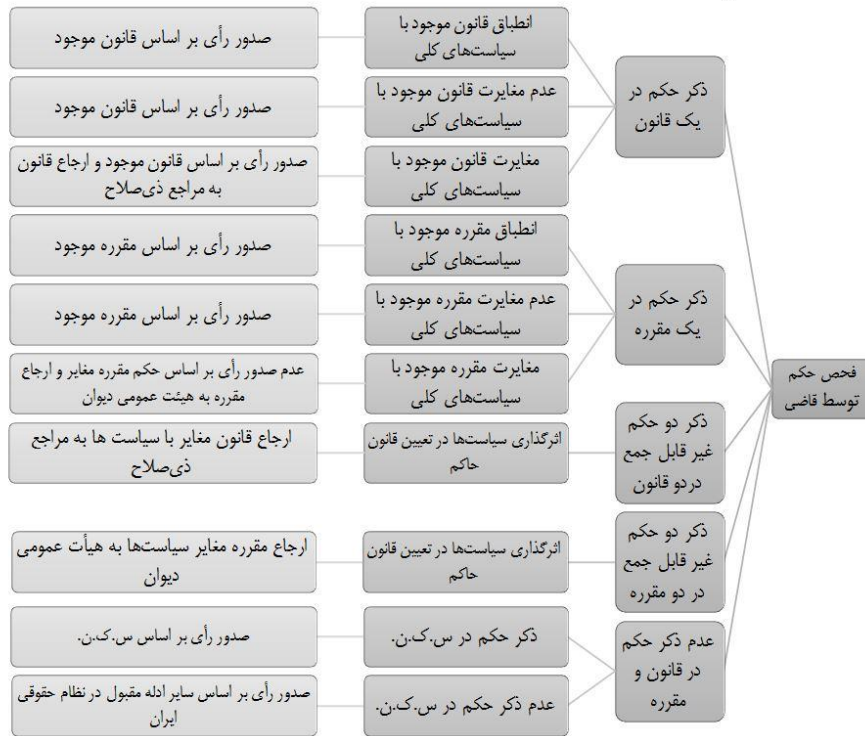 فحص حکم
توسط قاضی
ذکر حکم در
یک قانون
انطباق قانون موجود با
سیاست‌های کلی
صدور رأی بر اساس قانون موجود
عدم مغایرت قانون موجود با
سیاست‌های کلی
صدور رأی بر اساس قانون موجود
مغایرت قانون موجود با
سیاست‌های کلی
صدور رأی بر اساس قانون موجود و ارجاع قانون
به مراجع ذی‌صلاح
ذکر حکم در
یک مقرره
انطباق مقرره موجود با
سیاست‌های کلی
صدور رأی بر اساس مقرره موجود
عدم مغایرت مقرره موجود با
سیاست‌های کلی
صدور رأی بر اساس مقرره موجود
مغایرت مقرره موجود با
سیاست‌های کلی
عدم صدور رأی بر اساس حکم مقرره مغایر و ارجاع
مقرره به هیئت عمومی دیوان
ذکر دو حکم
غیر قابل جمع
دردو قانون
اثرگذاری سیاست‌ها در تعیین قانون
حاکم
ارجاع قانون مغایر با سیاست ها به مراجع
ذی‌صلاح
ذکر دو حکم
غیر قابل جمع
در دو مقرره
اثرگذاری سیاست‌ها در تعیین قانون
حاکم
ارجاع مقرره مغایر سیاست‌ها به هیأت عمومی
دیوان
عدم ذکر حکم
در قانون و
مقرره
ذکر حکم در س.ک.ن.
صدور رأی بر اساس س.ک.ن.
عدم ذکر حکم در س.ک.ن.
صدور رأی بر اساس سایر ادله مقبول در نظام حقوقی
ایران